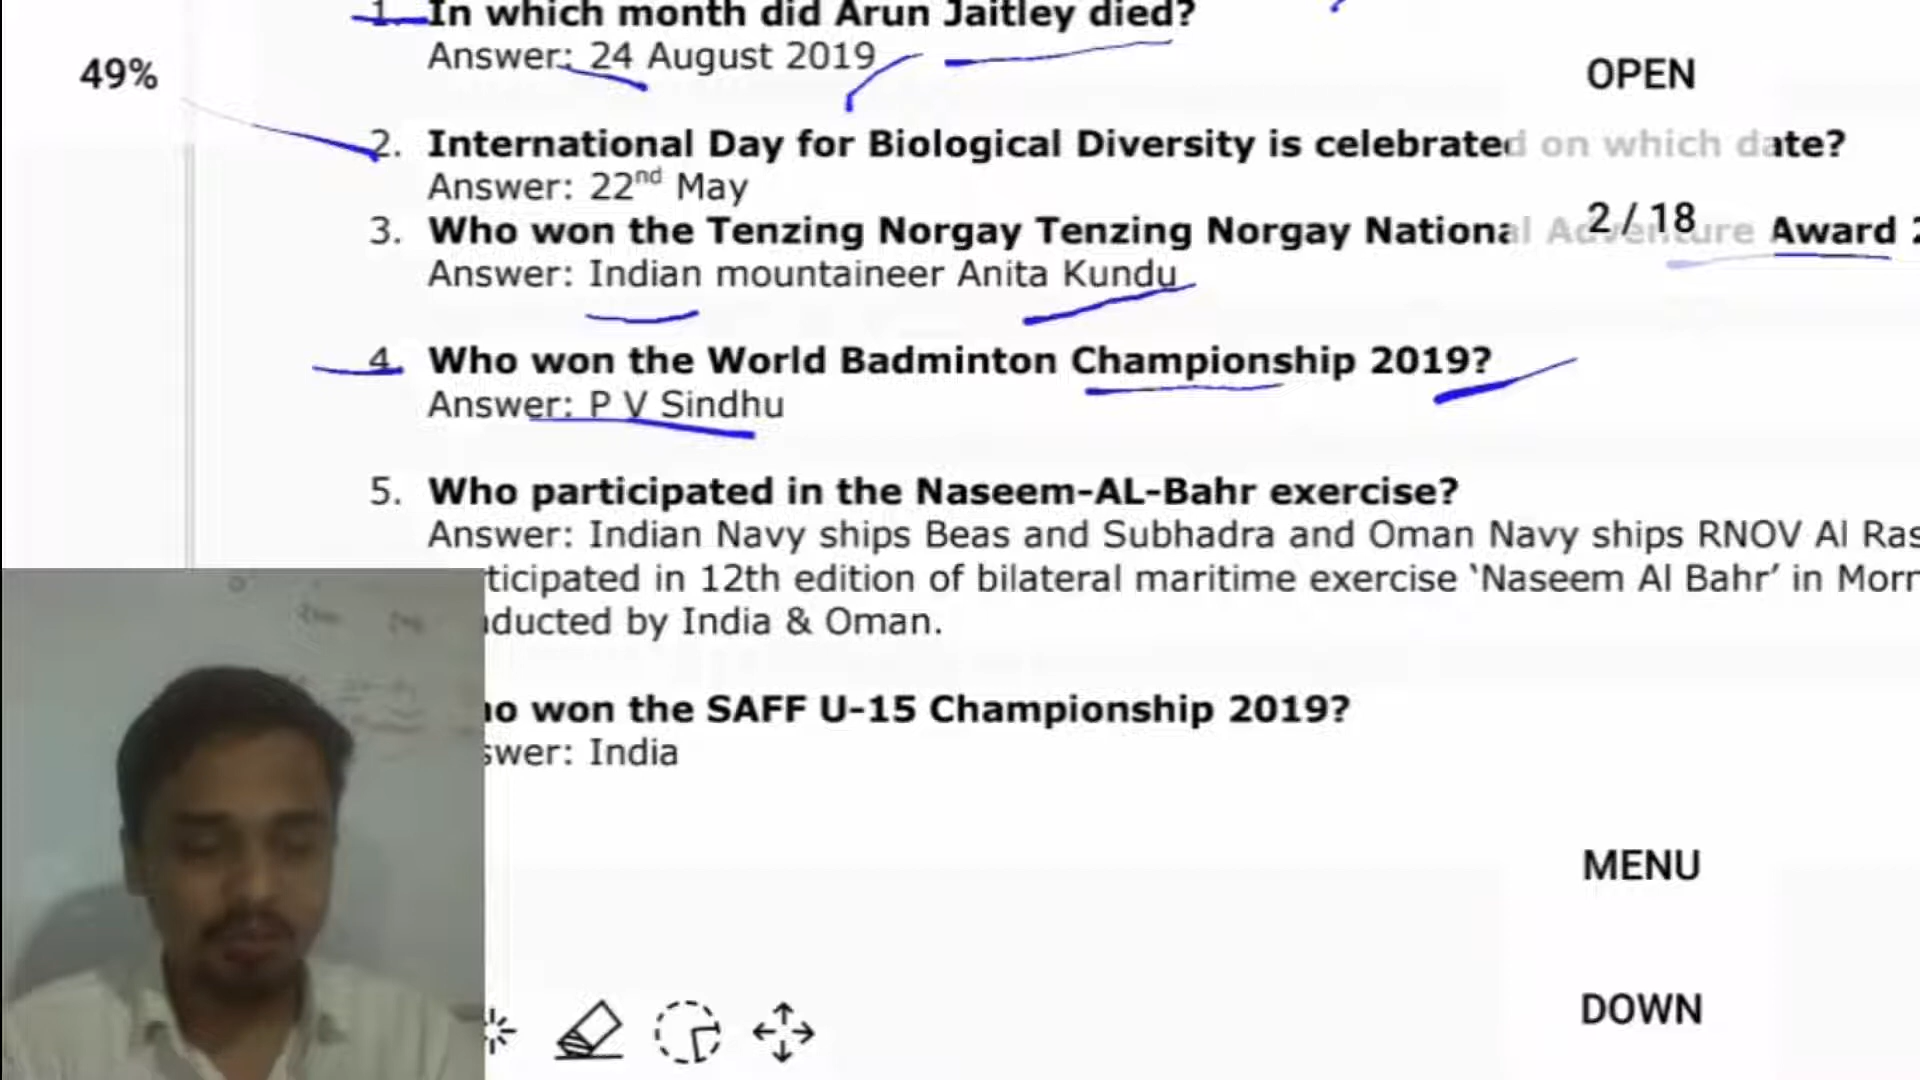 1. In which month did Arun Jaitley died?
Answer: 24 August 2019
49%
OPEN
2. International Day for Biological Diversity is celebrated on which date?
Answer: 22nd May
2 / 18
3. Who won the Tenzing Norgay Tenzing Norgay National Adventure Award 2
Answer: Indian mountaineer Anita Kundu
4. Who won the World Badminton Championship 2019?
Answer: P V Sindhu
5. Who participated in the Naseem-AL-Bahr exercise?
Answer: Indian Navy ships Beas and Subhadra and Oman Navy ships RNOV Al Ras
ticipated in 12th edition of bilateral maritime exercise ‘Naseem Al Bahr’ in Morm
ducted by India & Oman.
o won the SAFF U-15 Championship 2019?
swer: India
MENU
DOWN